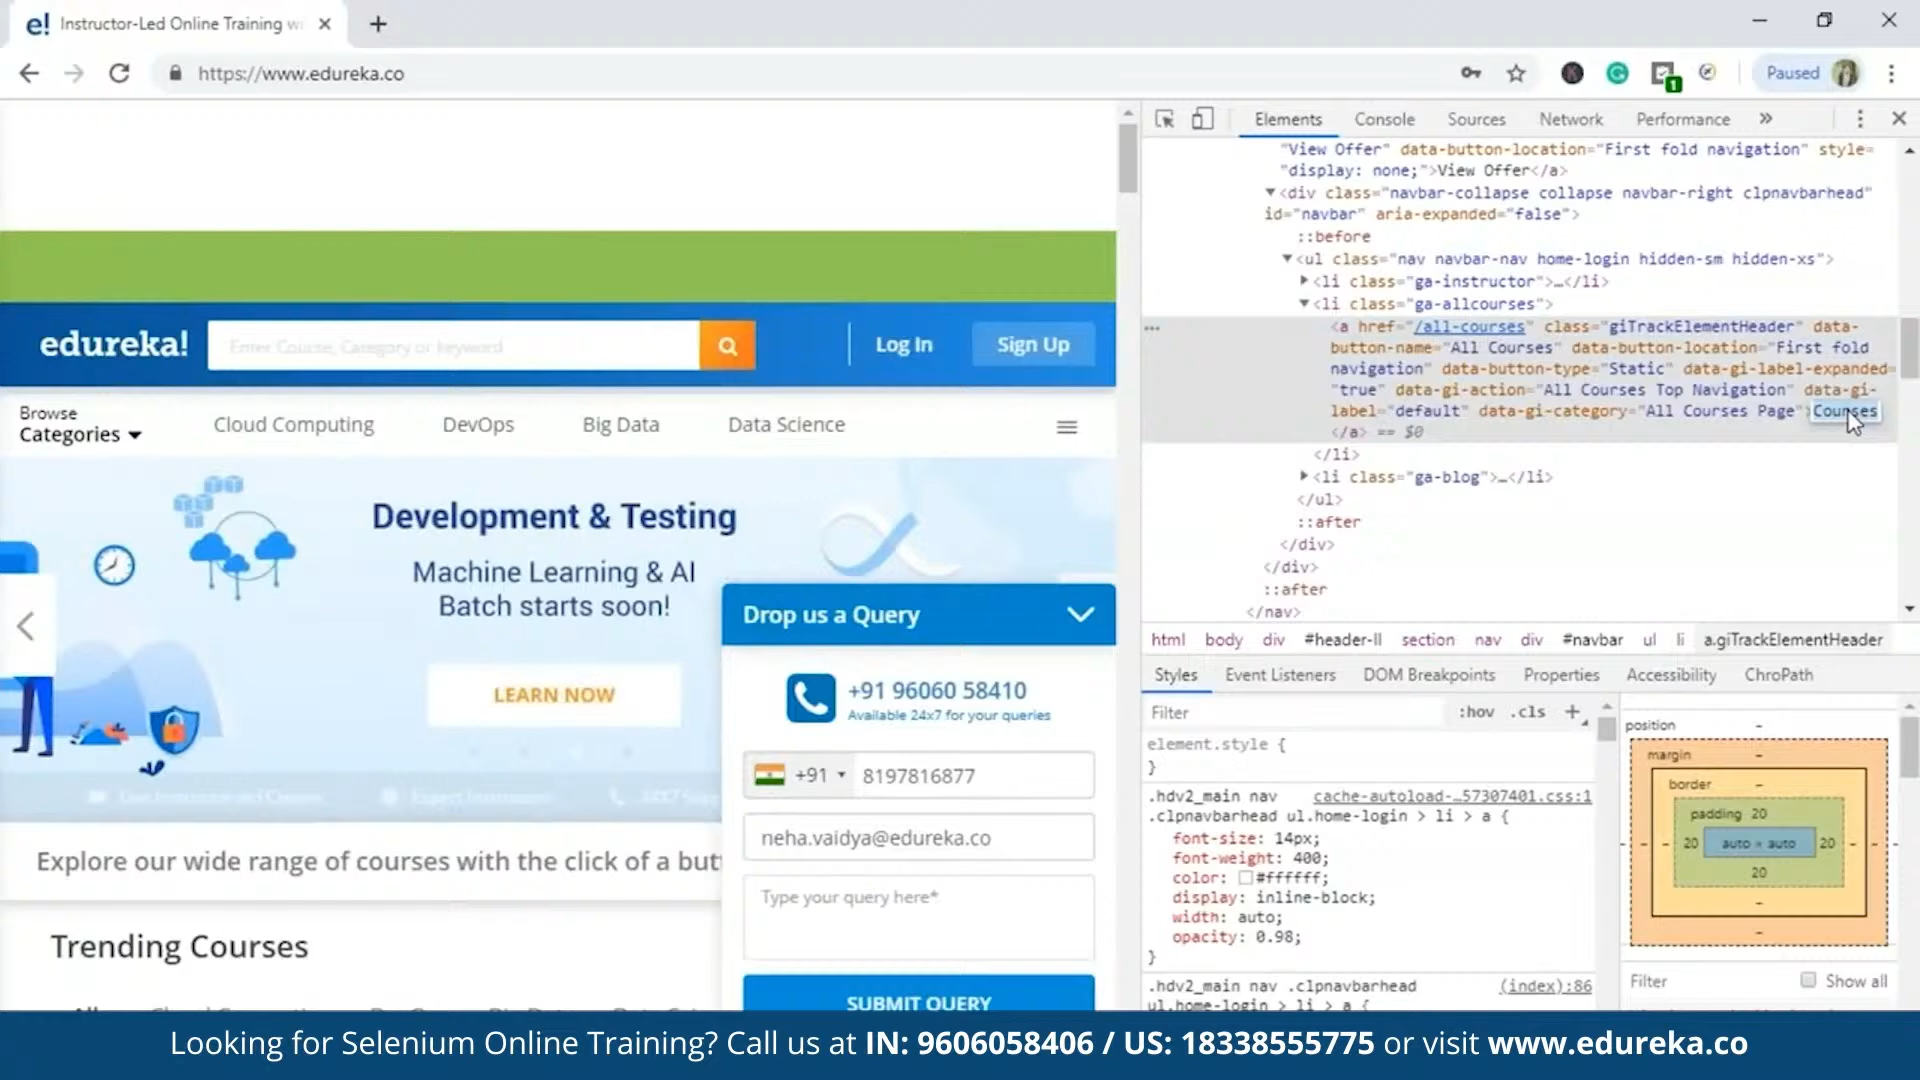 e! Instructor-Led Online Training wi
https://www.edureka.co
1
Paused
edureka!
Enter Course, Category or keyword
Log In
Sign Up
Browse
Categories
Cloud Computing
DevOps
Big Data
Data Science
Development & Testing
Machine Learning & AI
Batch starts soon!
LEARN NOW
Drop us a Query
+91 96060 58410
Available 24x7 for your queries
+91
8197816877
neha.vaidya@edureka.co
Type your query here*
SUBMIT QUERY
Explore our wide range of courses with the click of a but
Trending Courses
Elements Console Sources Network Performance »
"View Offer" data-button-location="First fold navigation" style=
"display: none;">View Offer</a>
▼<div class="navbar-collapse collapse navbar-right clpnavbarhead"
id="navbar" aria-expanded="false">
::before
▼<ul class="nav navbar-nav home-login hidden-sm hidden-xs">
▶<li class="ga-instructor">…</li>
▼<li class="ga-allcourses">
<a href="/all-courses" class="giTrackElementHeader" data-
button-name="All Courses" data-button-location="First fold
navigation" data-button-type="Static" data-gi-label-expanded=
"true" data-gi-action="All Courses Top Navigation" data-gi-
label="default" data-gi-category="All Courses Page">Courses
</a> == $0
</li>
▶<li class="ga-blog">…</li>
</ul>
::after
</div>
</div>
::after
</nav>
html body div #header-II section nav div #navbar ul li a.giTrackElementHeader
Styles Event Listeners DOM Breakpoints Properties Accessibility ChroPath
Filter
:hov .cls +
element.style {
}
.hdv2_main nav cache-autoload-…57307401.css:1
.clpnavbarhead ul.home-login > li > a {
font-size: 14px;
font-weight: 400;
color: #ffffff;
display: inline-block;
width: auto;
opacity: 0.98;
}
.hdv2_main nav .clpnavbarhead (index):86
ul.home-login > li > a {
position –
margin –
border –
padding 20
– – 20 auto × auto 20 – –
20
–
–
Filter
Show all
Looking for Selenium Online Training? Call us at IN: 9606058406 / US: 18338555775 or visit www.edureka.co